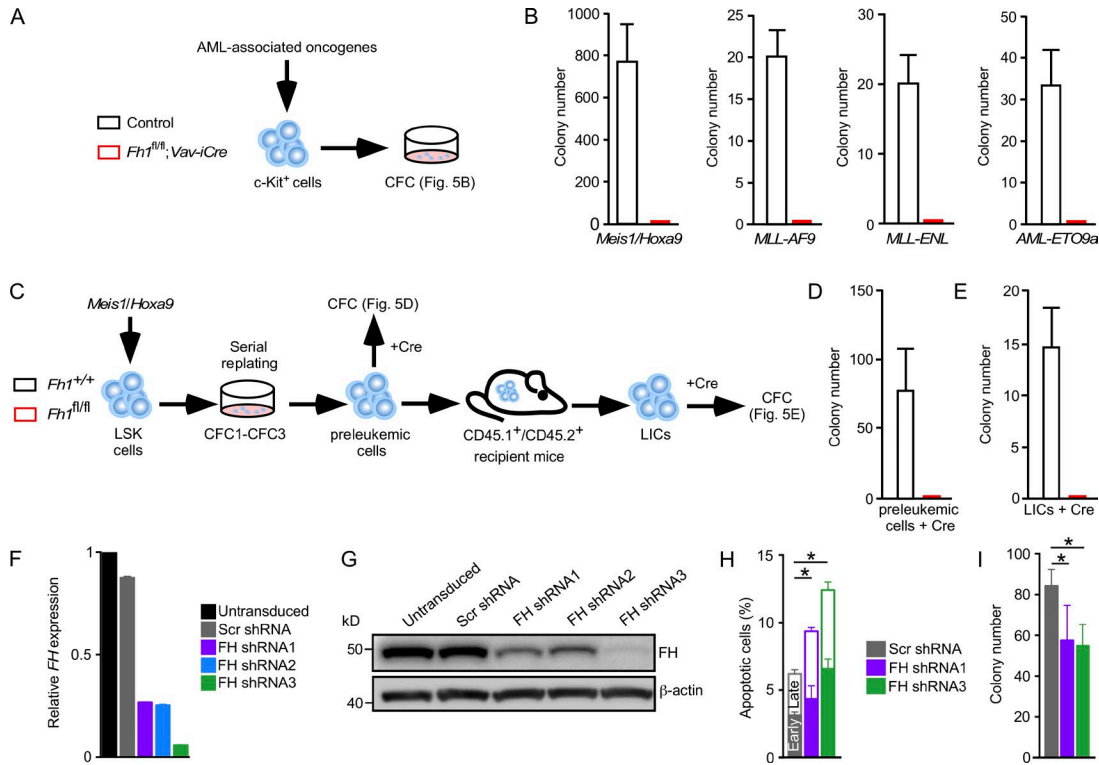 A
AML-associated oncogenes
Control
Fh1fl/fl;Vav-iCre
c-Kit+ cells
CFC (Fig. 5B)
B
Colony number
1000
800
600
400
200
0
Meis1/Hoxa9
Colony number
25
20
15
10
5
0
MLL-AF9
Colony number
30
20
10
0
MLL-ENL
Colony number
50
40
30
20
10
0
AML-ETO9a
C
Meis1/Hoxa9
Fh1+/+
Fh1fl/fl
LSK
cells
Serial
replating
CFC1-CFC3
CFC (Fig. 5D)
+Cre
preleukemic
cells
CD45.1+/CD45.2+
recipient mice
LICs
+Cre
CFC
(Fig. 5E)
D
Colony number
150
100
50
0
preleukemic
cells + Cre
E
Colony number
20
15
10
5
0
LICs + Cre
F
Relative FH expression
1
0.5
0
Untransduced
Scr shRNA
FH shRNA1
FH shRNA2
FH shRNA3
G
Untransduced
Scr shRNA
FH shRNA1
FH shRNA2
FH shRNA3
kD
50
FH
40
β-actin
H
Apoptotic cells (%)
15
10
5
0
* 
*
Early
Late
Scr shRNA
FH shRNA1
FH shRNA3
I
Colony number
100
80
60
40
20
0
*
*